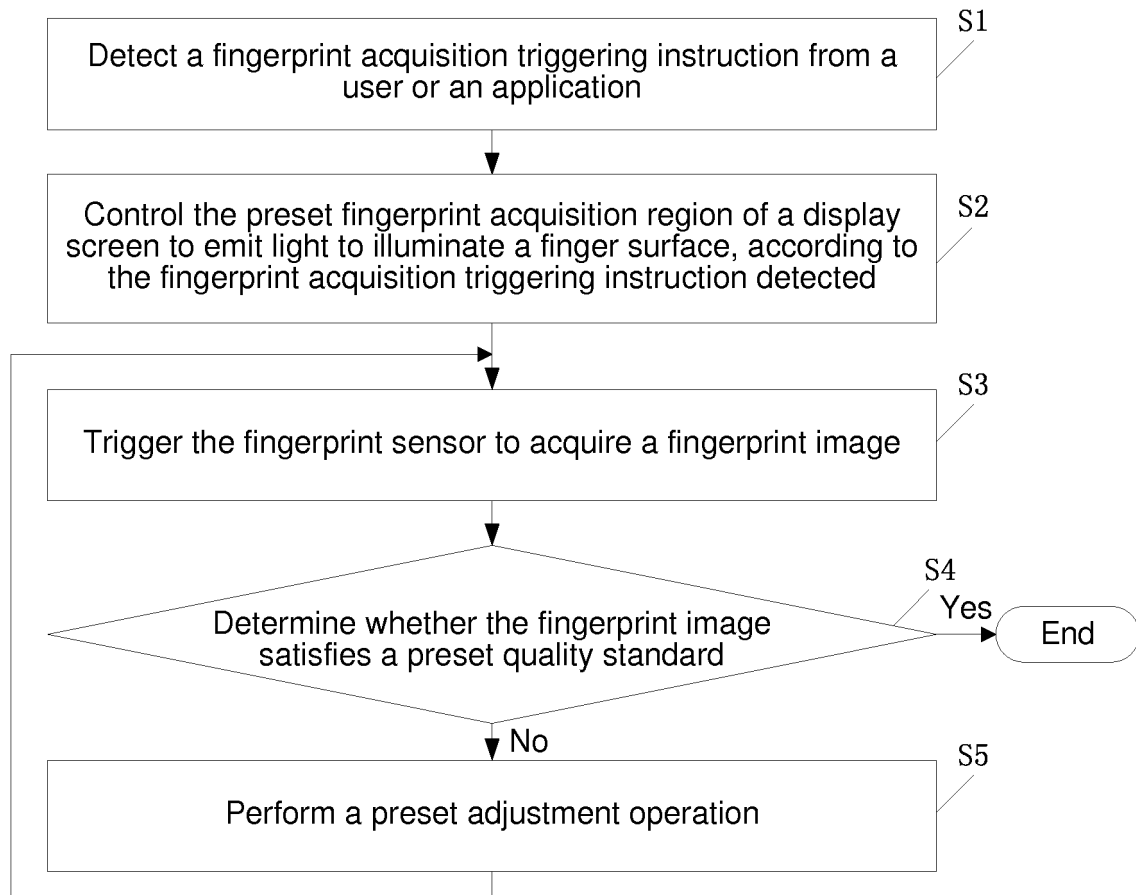 S1
Detect a fingerprint acquisition triggering instruction from a
user or an application
S2
Control the preset fingerprint acquisition region of a display
screen to emit light to illuminate a finger surface, according to
the fingerprint acquisition triggering instruction detected
S3
Trigger the fingerprint sensor to acquire a fingerprint image
S4
Determine whether the fingerprint image
satisfies a preset quality standard
Yes
End
No
S5
Perform a preset adjustment operation